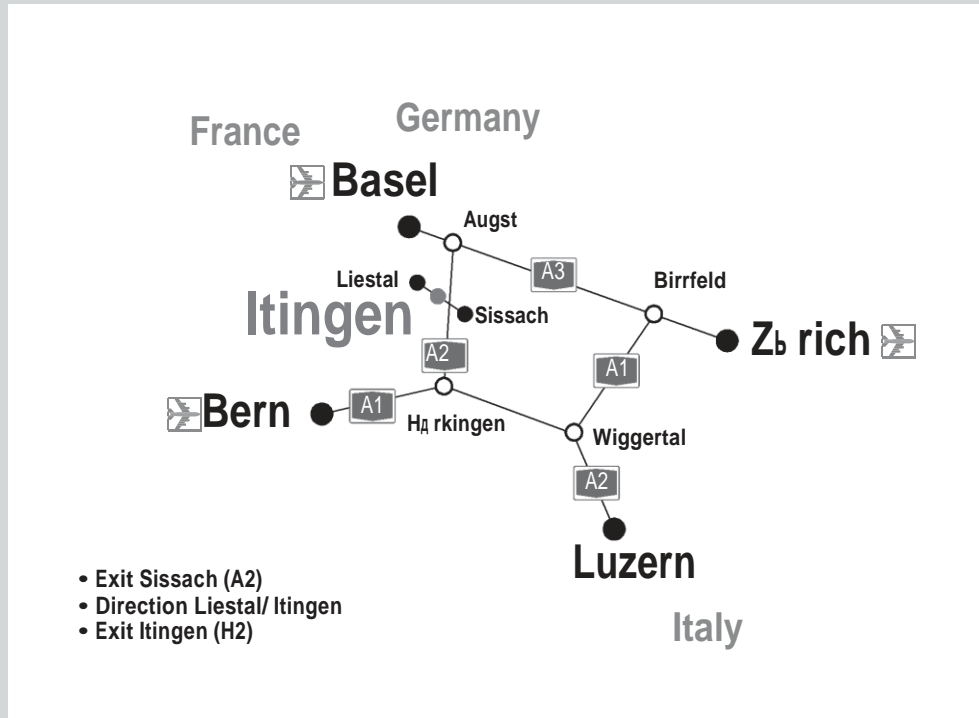 Germany
France
Basel
Augst
A3
Liestal
Birrfeld
Itingen
Sissach
Zь rich
A2
A1
Bern
A1
Hд rkingen
Wiggertal
A2
Luzern
• Exit Sissach (A2)
• Direction Liestal/ Itingen
• Exit Itingen (H2)
Italy